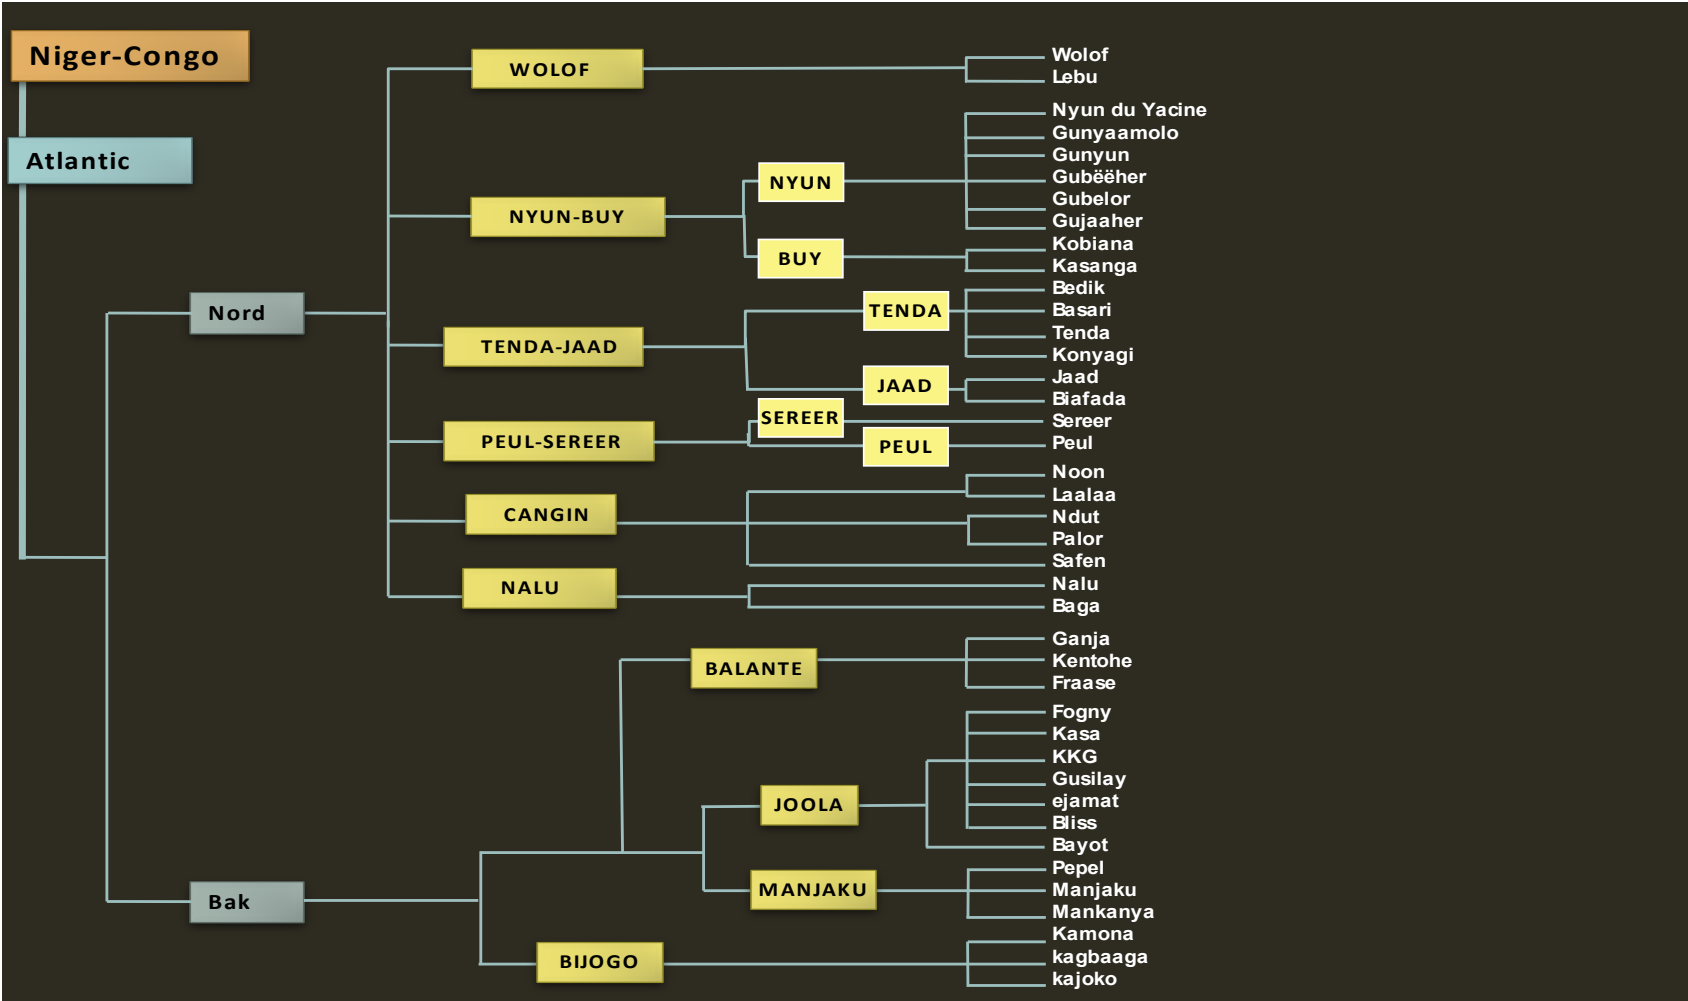 Niger-Congo
Atlantic
Nord
Bak
WOLOF
NYUN-BUY
NYUN
BUY
TENDA-JAAD
TENDA
JAAD
PEUL-SEREER
SEREER
PEUL
CANGIN
NALU
BALANTE
JOOLA
MANJAKU
BIJOGO
Wolof
Lebu
Nyun du Yacine
Gunyaamolo
Gunyun
Gubëëher
Gubelor
Gujaaher
Kobiana
Kasanga
Bedik
Basari
Tenda
Konyagi
Jaad
Biafada
Sereer
Peul
Noon
Laalaa
Ndut
Palor
Safen
Nalu
Baga
Ganja
Kentohe
Fraase
Fogny
Kasa
KKG
Gusilay
ejamat
Bliss
Bayot
Pepel
Manjaku
Mankanya
Kamona
kagbaaga
kajoko